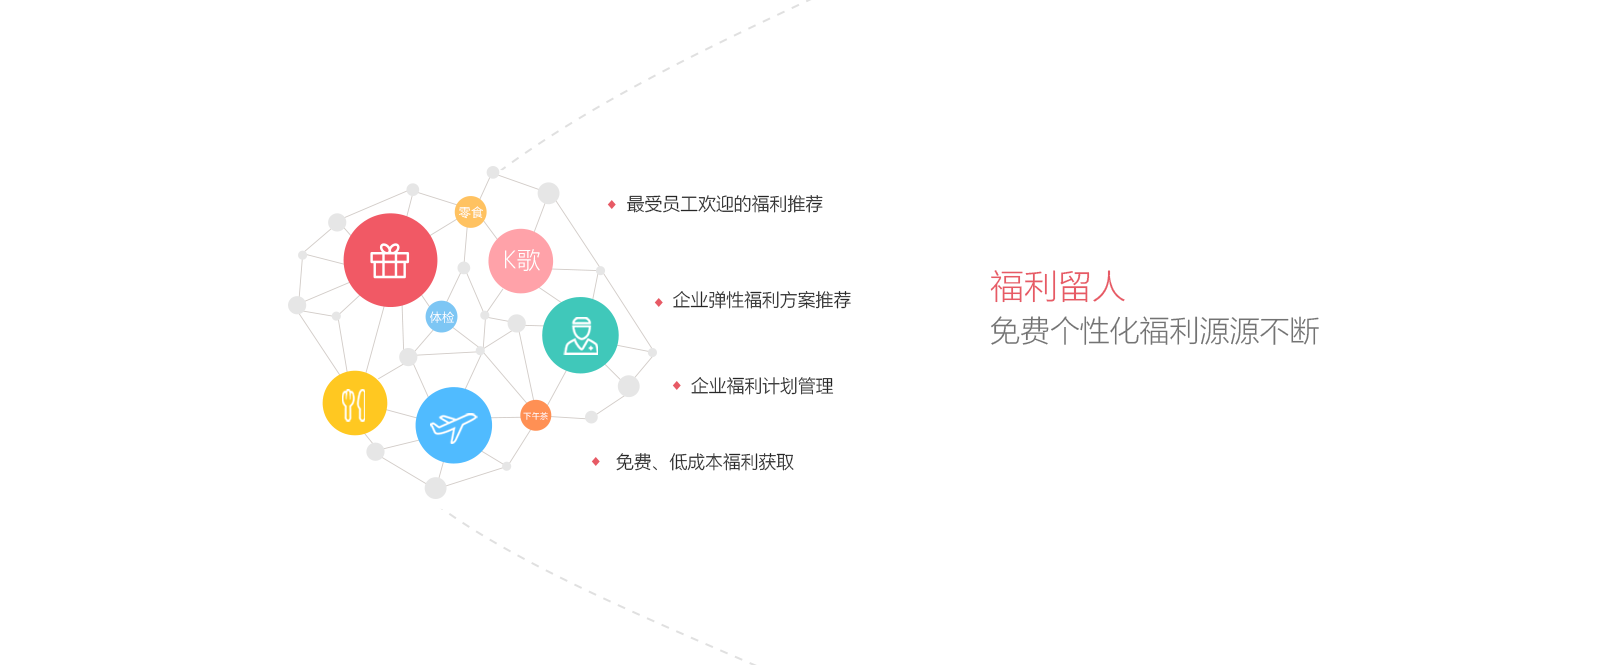 零食
K歌
体检
下午茶
最受员工欢迎的福利推荐
企业弹性福利方案推荐
企业福利计划管理
免费、低成本福利获取
福利留人
免费个性化福利源源不断